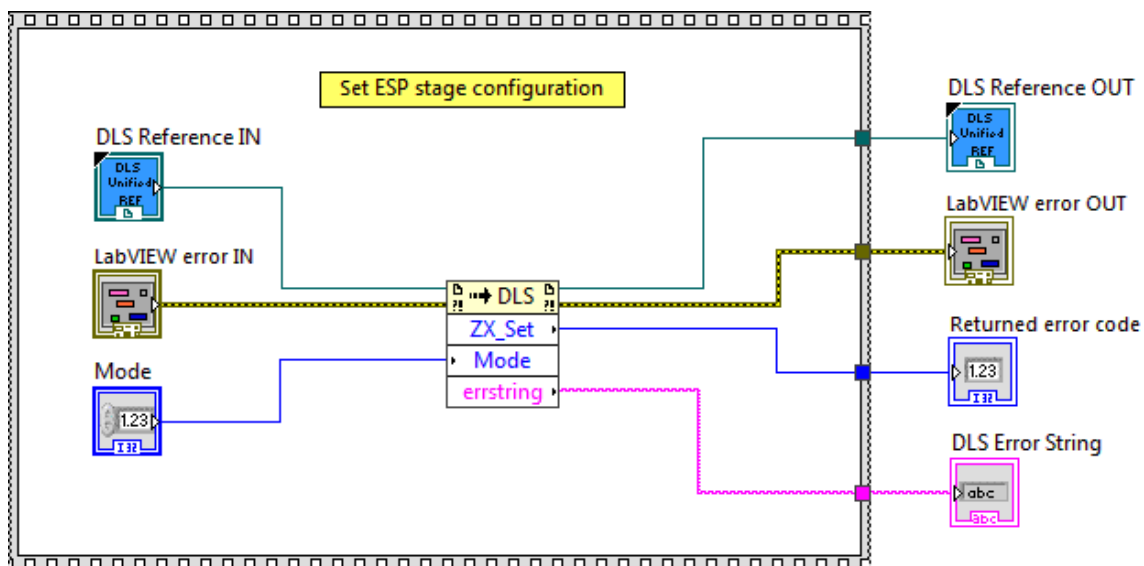 Set ESP stage configuration
DLS Reference IN
DLS
Unified
REF
LabVIEW error IN
Mode
1.23
I32
DLS
ZX_Set
Mode
errstring
DLS Reference OUT
DLS
Unified
REF
LabVIEW error OUT
Returned error code
1.23
I32
DLS Error String
abc
abc